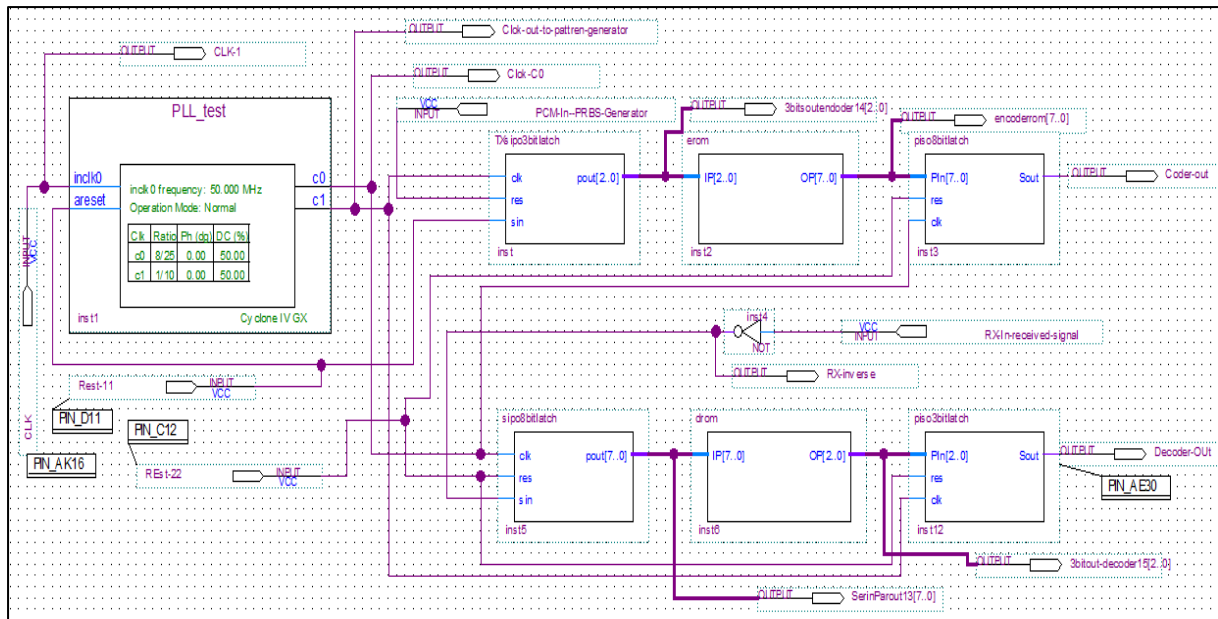 OUTPUT CLK-1
OUTPUT Clok-out-to-pattren-generator
OUTPUT Clok-C0
PLL_test
inclk0
areset
c0
c1
inclk0 frequency: 50.000 MHz
Operation Mode: Normal
Clk Ratio Ph (dg) DC (%)
c0 8/25 0.00 50.00
c1 1/10 0.00 50.00
inst1
Cyclone IV GX
VCC
INPUT
PCM-In--PRBS-Generator
OUTPUT 3bitsoutendoder14[2..0]
OUTPUT encoderrom[7..0]
TXsipo3bitlatch
clk
res
sin
pout[2..0]
inst
erom
IP[2..0]
OP[7..0]
inst2
piso8bitlatch
PIn[7..0]
res
clk
Sout
inst3
OUTPUT Coder-out
INPUT
VCC
CLK
PIN_AK16
Rest-11
INPUT
VCC
PIN_D11
PIN_C12
REst-22
INPUT
VCC
inst4
NOT
VCC
INPUT
RX-In-received-signal
OUTPUT RX-inverse
sipo8bitlatch
clk
res
sin
pout[7..0]
inst5
drom
IP[7..0]
OP[2..0]
inst6
piso3bitlatch
PIn[2..0]
res
clk
Sout
inst12
OUTPUT Decoder-OUt
PIN_AE30
OUTPUT 3bitout-decoder15[2..0]
OUTPUT SerinParout13[7..0]